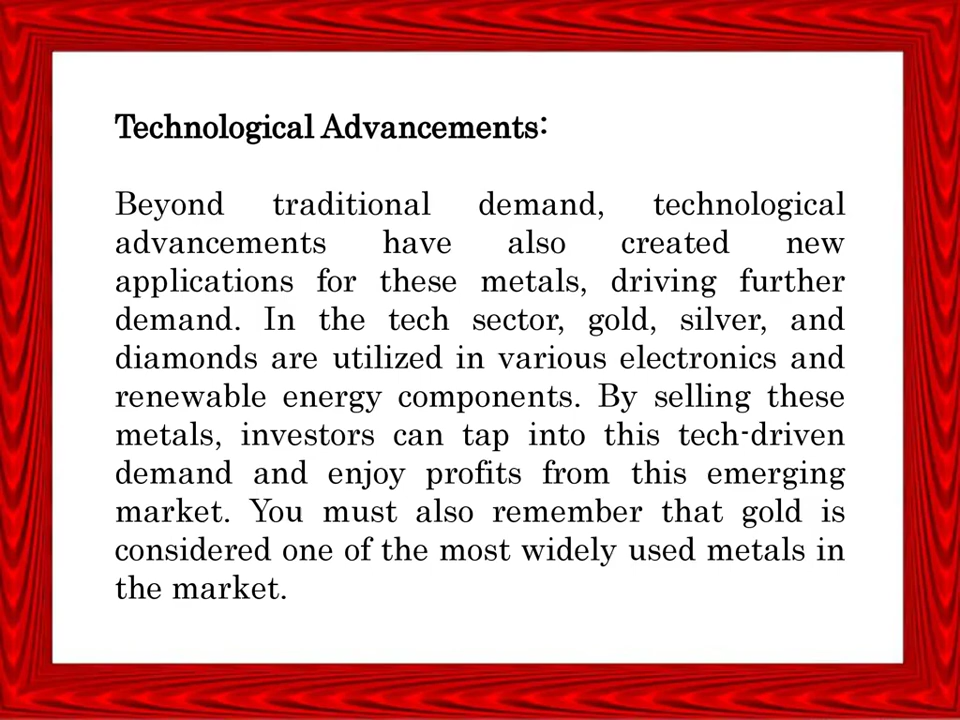 Technological Advancements:
Beyond traditional demand, technological
advancements have also created new
applications for these metals, driving further
demand. In the tech sector, gold, silver, and
diamonds are utilized in various electronics and
renewable energy components. By selling these
metals, investors can tap into this tech-driven
demand and enjoy profits from this emerging
market. You must also remember that gold is
considered one of the most widely used metals in
the market.